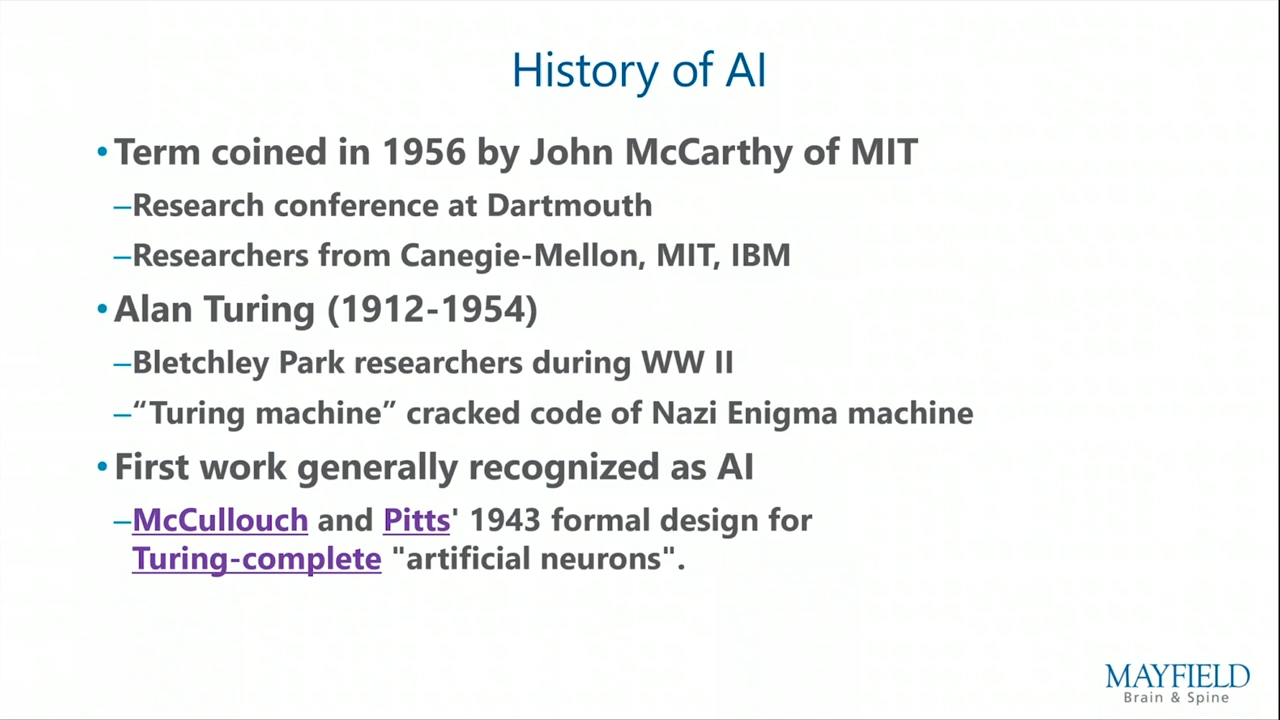 History of AI
• Term coined in 1956 by John McCarthy of MIT
–Research conference at Dartmouth
–Researchers from Canegie-Mellon, MIT, IBM
• Alan Turing (1912-1954)
–Bletchley Park researchers during WW II
–“Turing machine” cracked code of Nazi Enigma machine
• First work generally recognized as AI
–McCullouch and Pitts' 1943 formal design for
Turing-complete "artificial neurons".
MAYFIELD
Brain & Spine